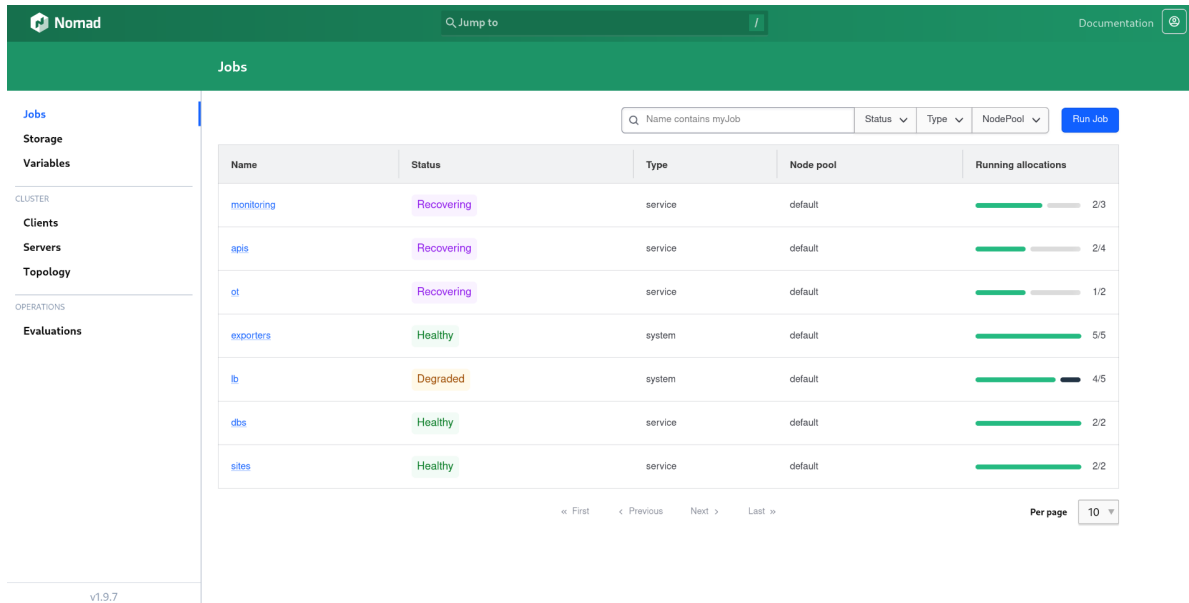 Nomad
Jump to /
Documentation
Jobs
Jobs
Storage
Variables
CLUSTER
Clients
Servers
Topology
OPERATIONS
Evaluations
v1.9.7
Name contains myJob Status Type NodePool Run Job
Name Status Type Node pool Running allocations
monitoring Recovering service default 2/3
apis Recovering service default 2/4
ot Recovering service default 1/2
exporters Healthy system default 5/5
lb Degraded system default 4/5
dbs Healthy service default 2/2
sites Healthy service default 2/2
« First ‹ Previous Next › Last » Per page 10